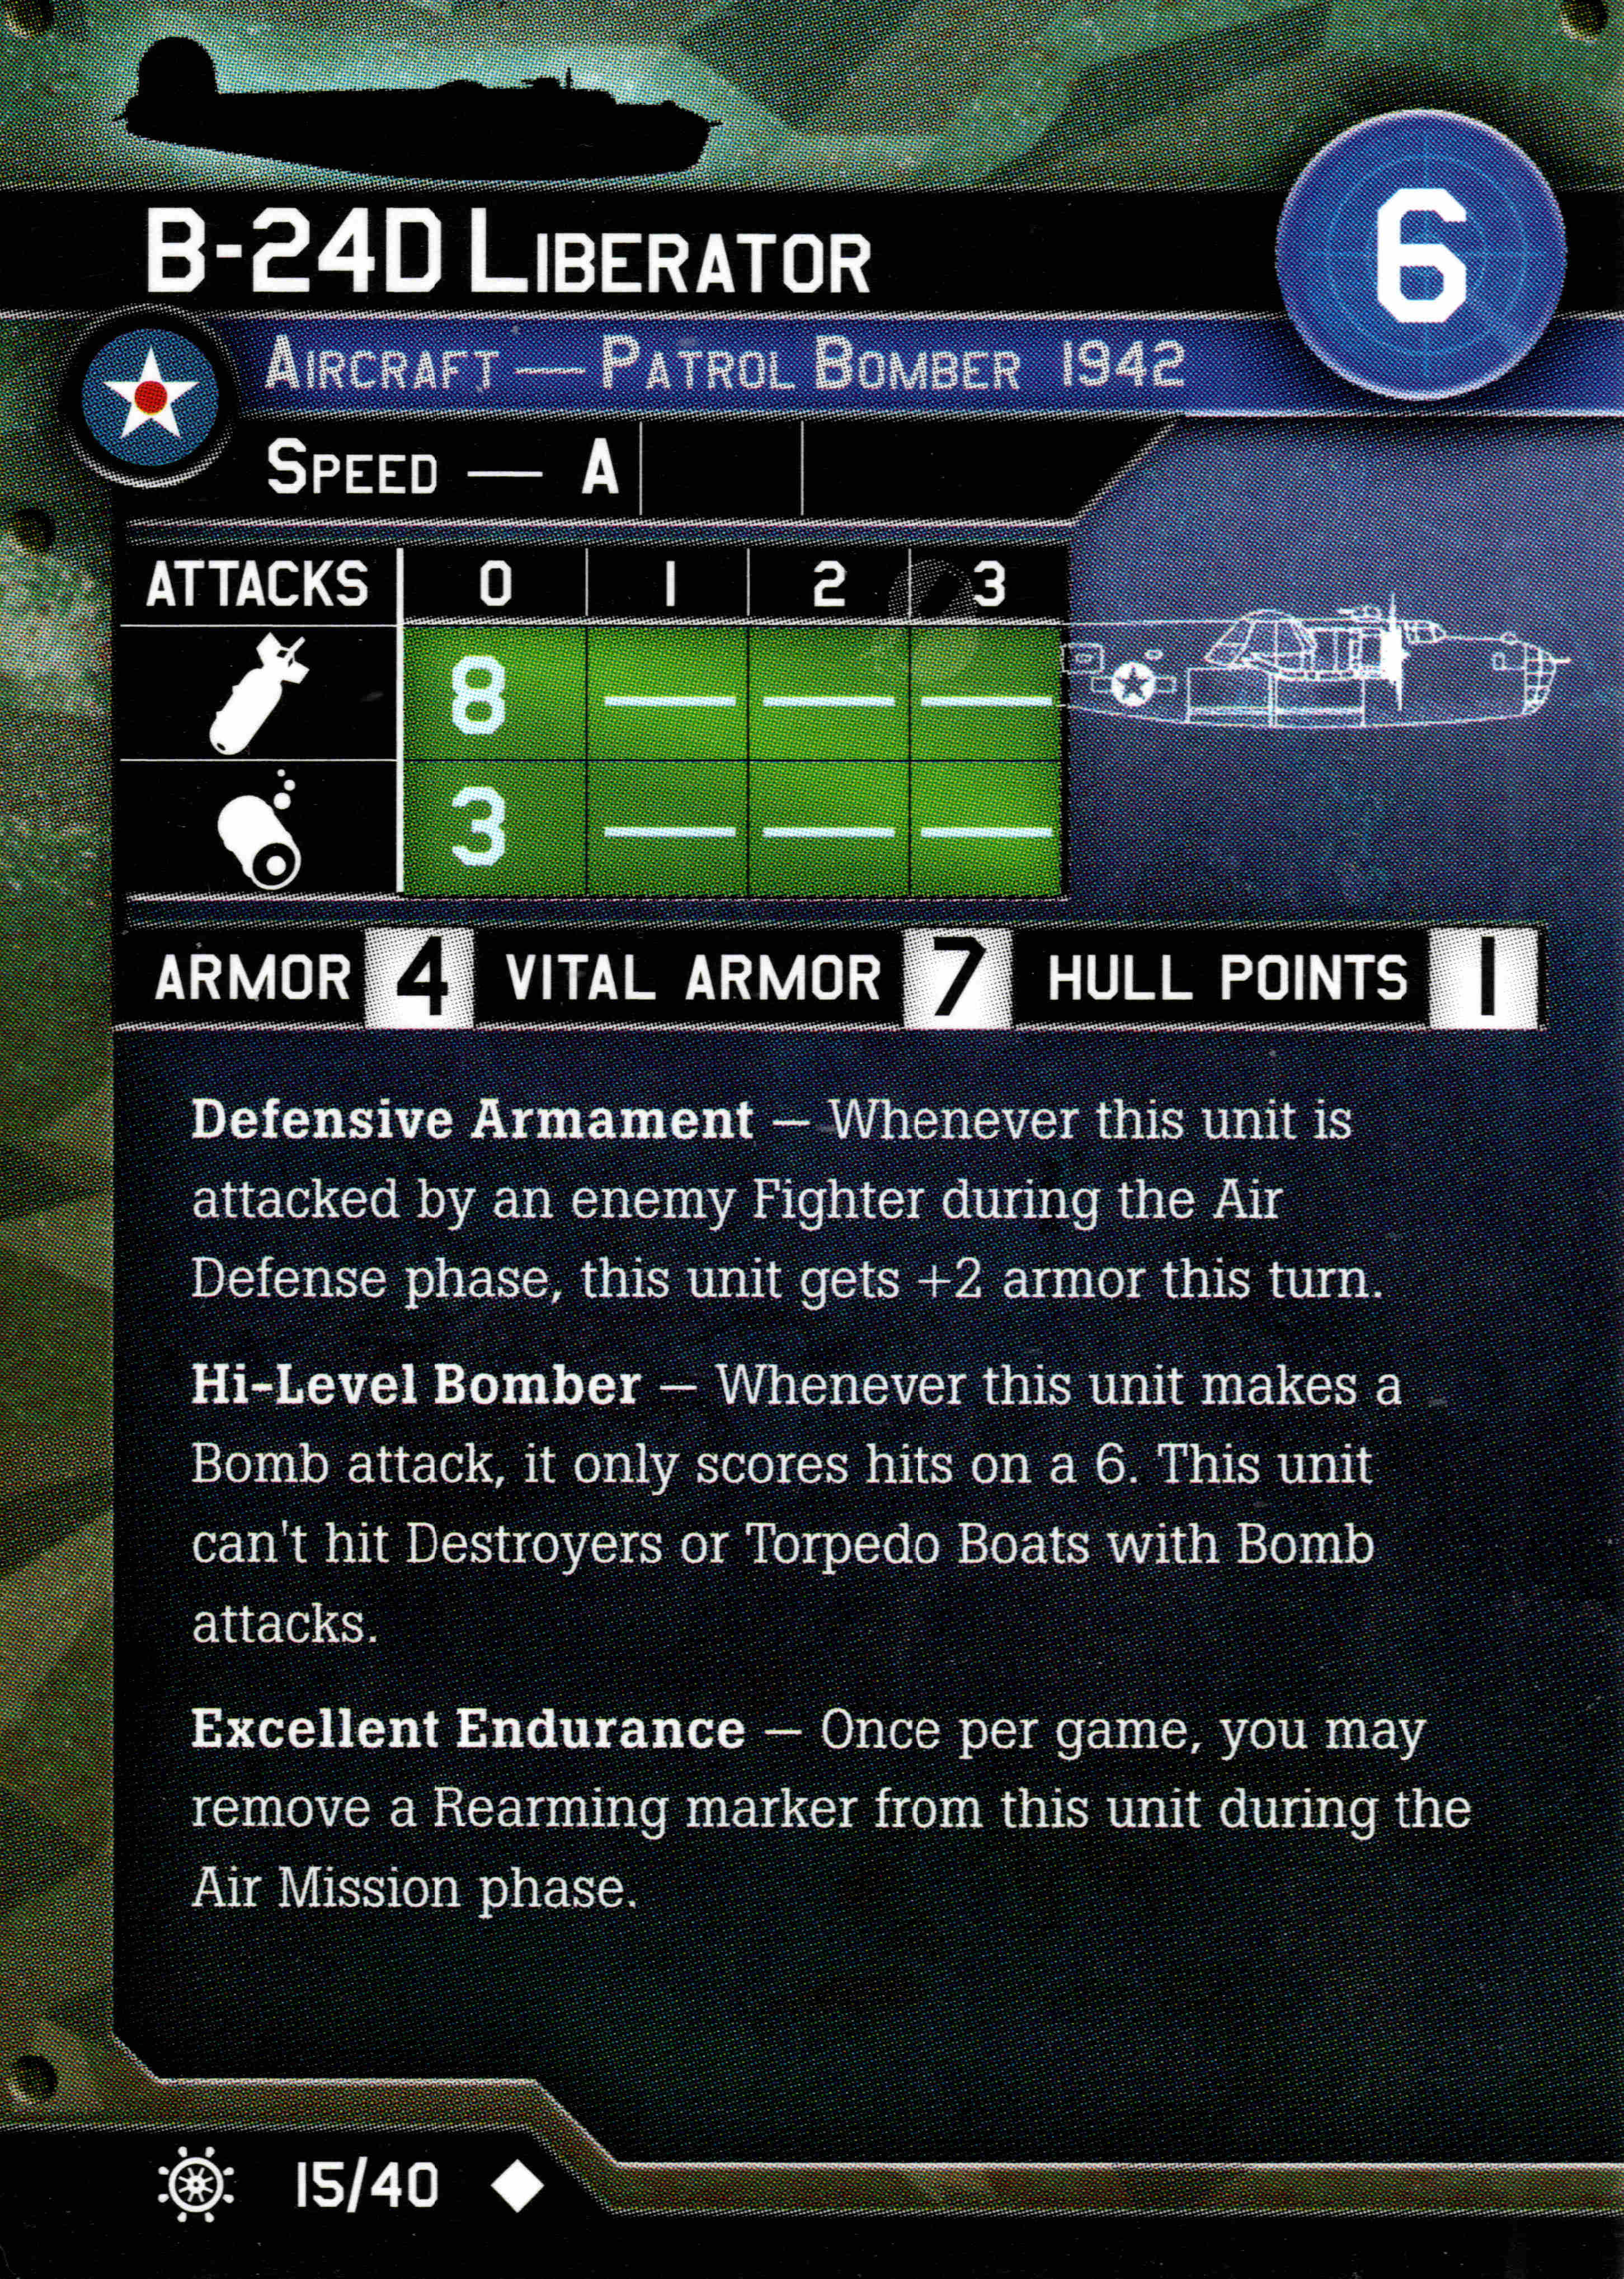 B-24D LIBERATOR
6
AIRCRAFT — PATROL BOMBER 1942
SPEED — A
ATTACKS 0 1 2 3
8 — — —
3 — — —
ARMOR 4 VITAL ARMOR 7 HULL POINTS 1
Defensive Armament — Whenever this unit is
attacked by an enemy Fighter during the Air
Defense phase, this unit gets +2 armor this turn.
Hi-Level Bomber — Whenever this unit makes a
Bomb attack, it only scores hits on a 6. This unit
can't hit Destroyers or Torpedo Boats with Bomb
attacks.
Excellent Endurance — Once per game, you may
remove a Rearming marker from this unit during the
Air Mission phase.
15/40